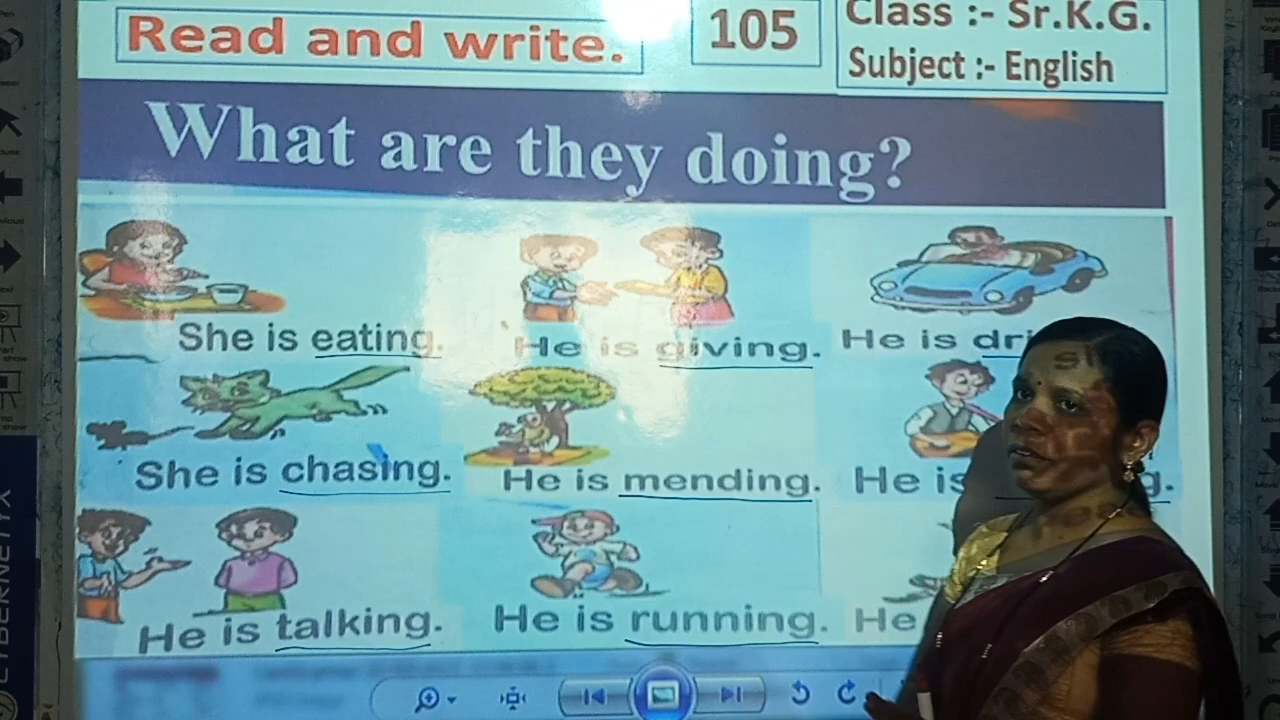 Read and write.
105
Class :- Sr.K.G.
Subject :- English
What are they doing?
She is eating.
He is giving.
He is
She is chasing.
He is mending.
He is
He is talking.
He is running.
He
CYBERNETYX